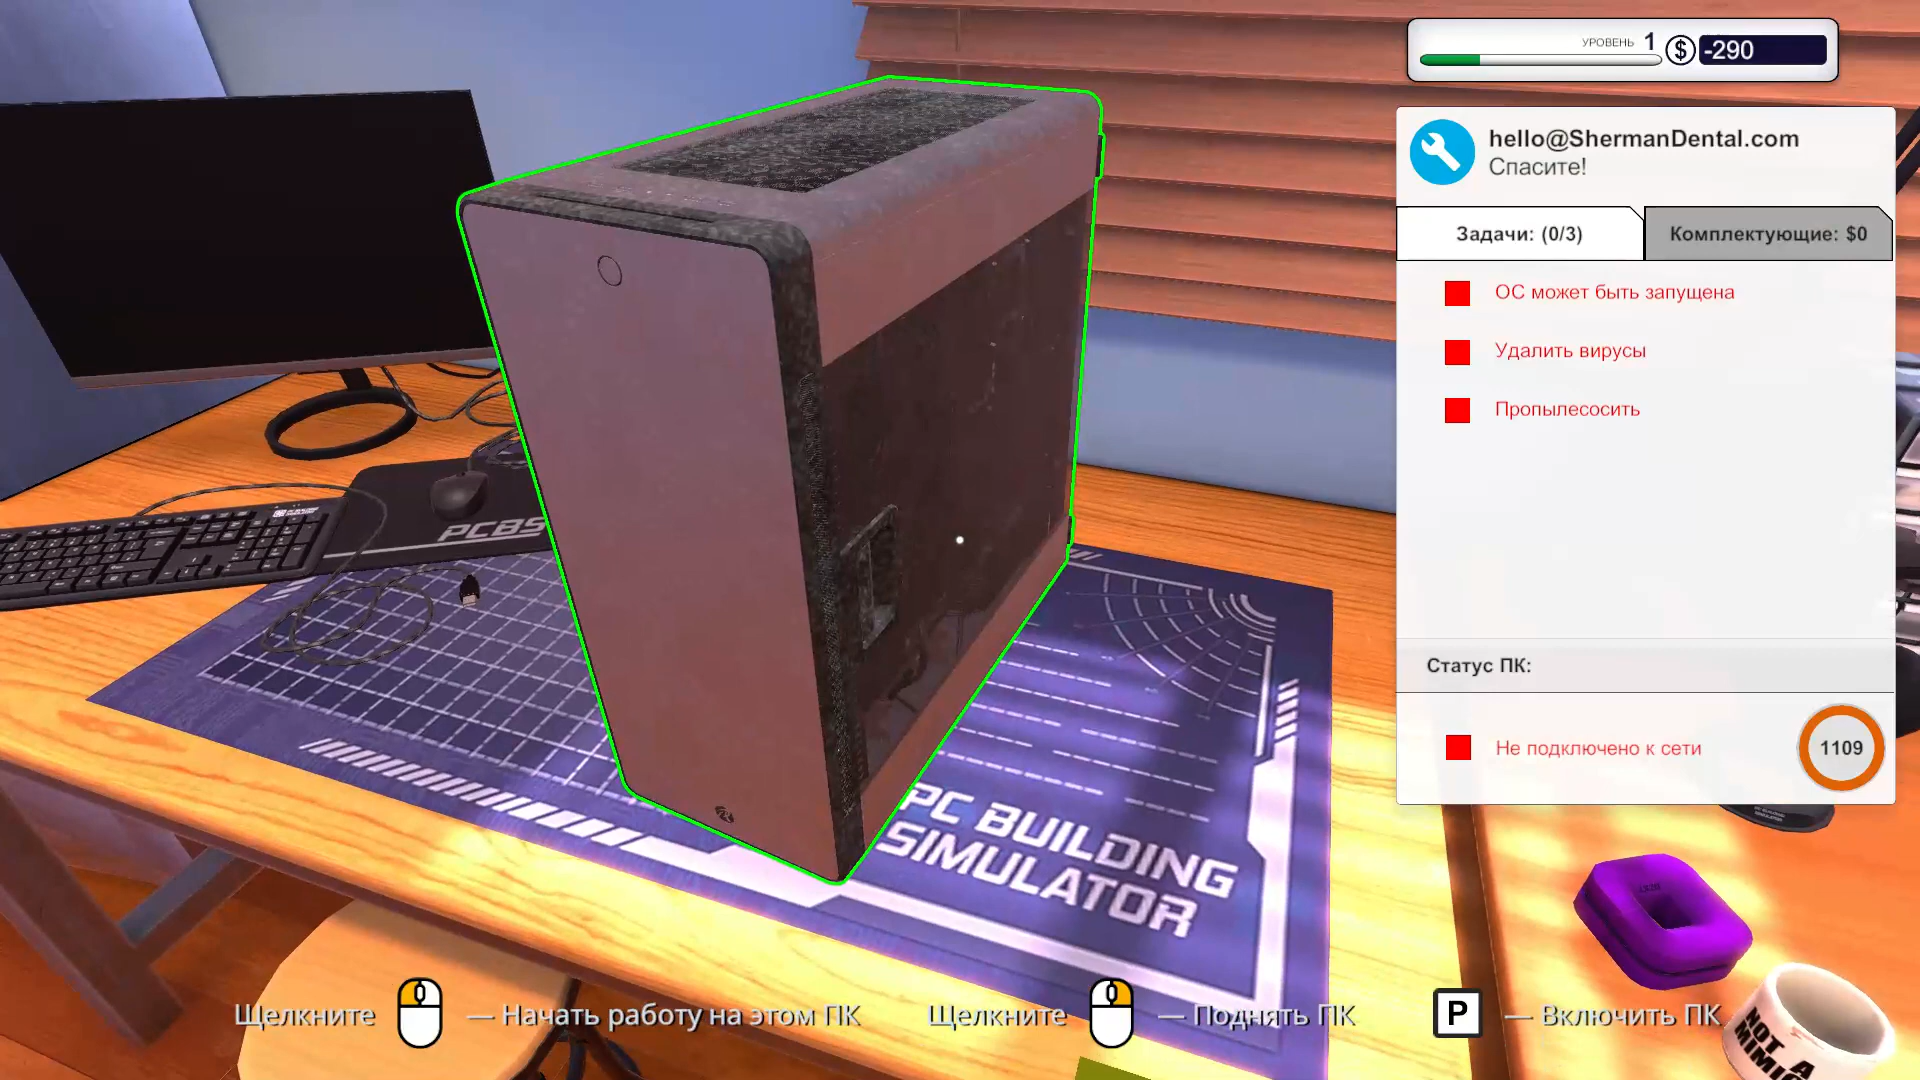 УРОВЕНЬ 1
-290
hello@ShermanDental.com
Спасите!
Задачи: (0/3)
Комплектующие: $0
ОС может быть запущена
Удалить вирусы
Пропылесосить
Статус ПК:
Не подключено к сети
1109
PCBS
PC BUILDING
SIMULATOR
NOT A
Щелкните — Начать работу на этом ПК
Щелкните — Поднять ПК
P — Включить ПК